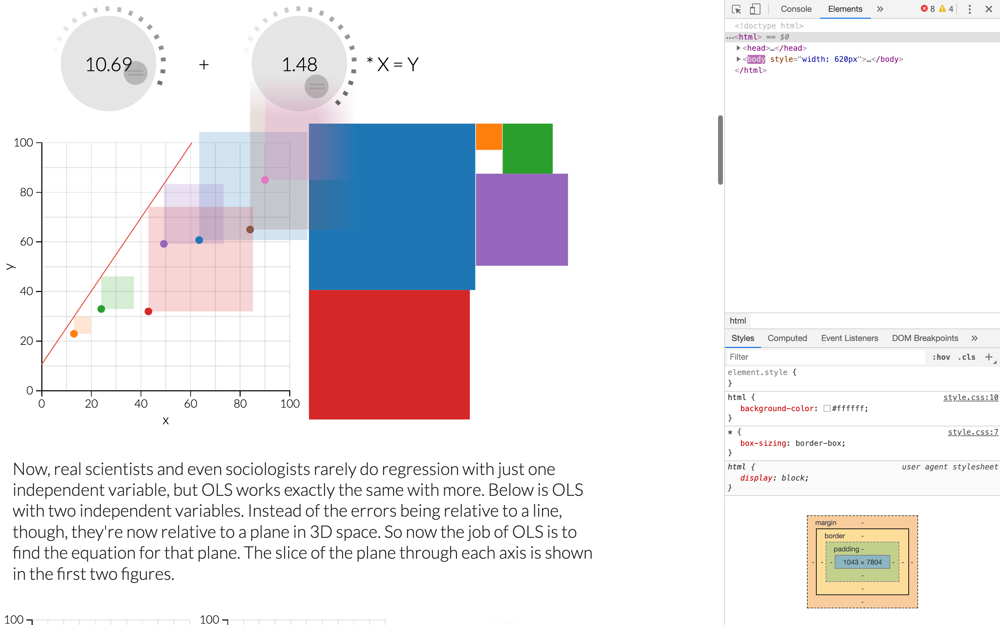 10.69 + 1.48 * X = Y
100
80
60
40
20
0
y
0 20 40 60 80 100
x
Now, real scientists and even sociologists rarely do regression with just one
independent variable, but OLS works exactly the same with more. Below is OLS
with two independent variables. Instead of the errors being relative to a line,
though, they're now relative to a plane in 3D space. So now the job of OLS is to
find the equation for that plane. The slice of the plane through each axis is shown
in the first two figures.
100 100
Console Elements » 8 4
<!doctype html>
…<html> == $0
<head>…</head>
<body style="width: 620px">…</body>
</html>
html
Styles Computed Event Listeners DOM Breakpoints »
Filter :hov .cls +
element.style {
}
html { style.css:10
background-color: #ffffff;
}
* { style.css:7
box-sizing: border-box;
}
html { user agent stylesheet
display: block;
}
margin -
border -
padding -
- - - 1043 × 7804 - - -
-
-
-